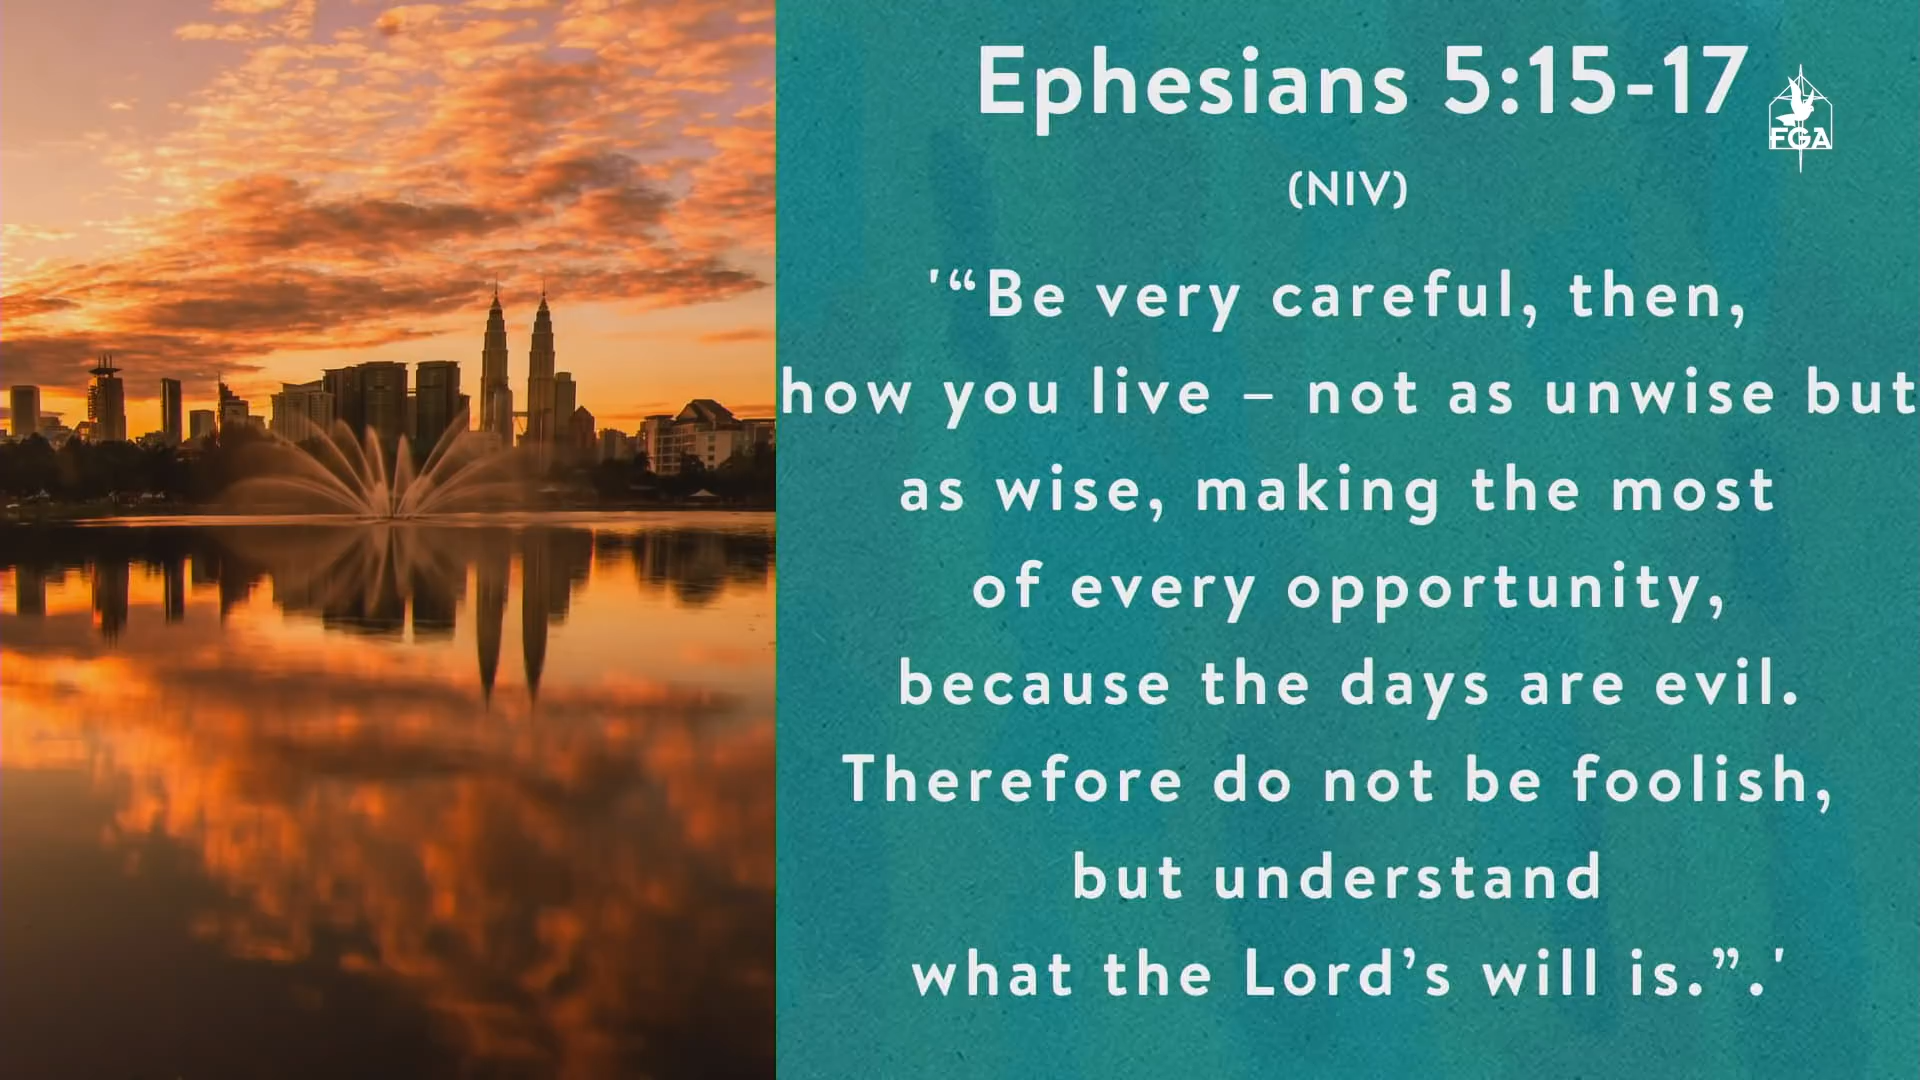 Ephesians 5:15-17
FGA
(NIV)
'“Be very careful, then,
how you live – not as unwise but
as wise, making the most
of every opportunity,
because the days are evil.
Therefore do not be foolish,
but understand
what the Lord’s will is.”.'